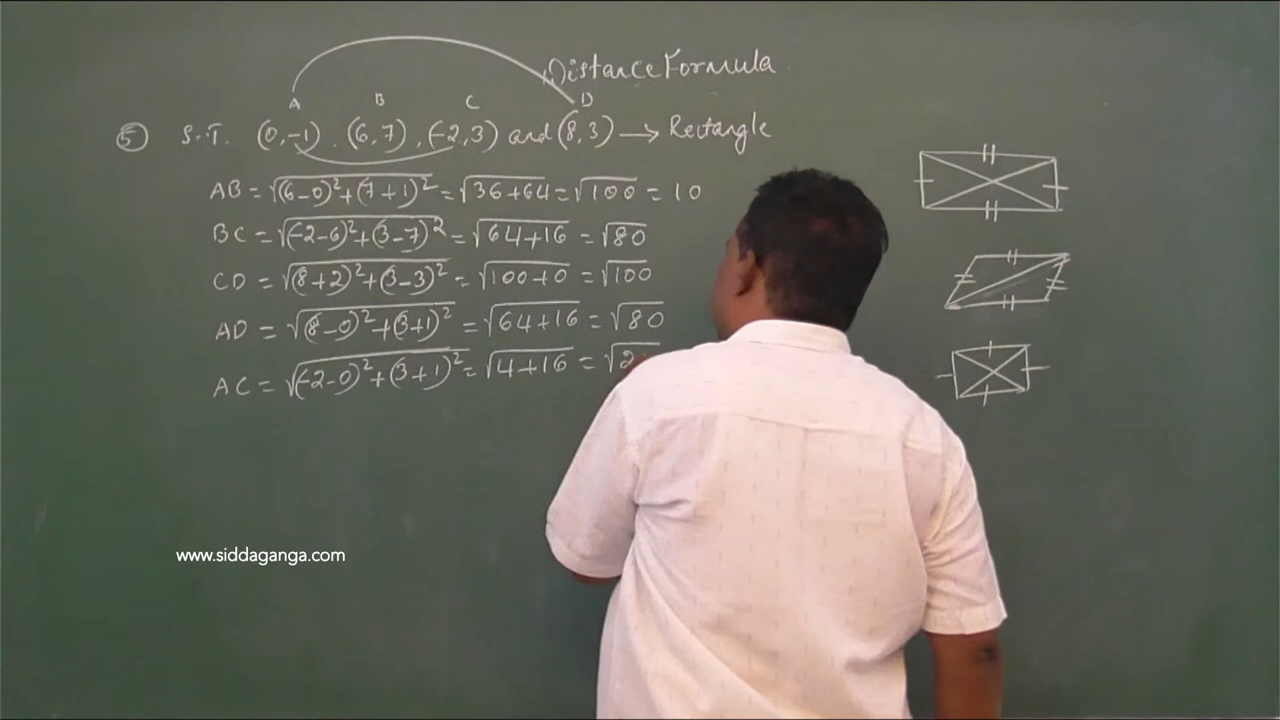 1) Distance Formula
A B C D
5 S.T. (0,-1), (6,7), (-2,3) and (8,3) → Rectangle
AB = √(6-0)²+(7+1)² = √36+64 = √100 = 10
BC = √(-2-6)²+(3-7)² = √64+16 = √80
CD = √(8+2)²+(3-3)² = √100+0 = √100
AD = √(8-0)²+(3+1)² = √64+16 = √80
AC = √(-2-0)²+(3+1)² = √4+16 = √2
www.siddaganga.com